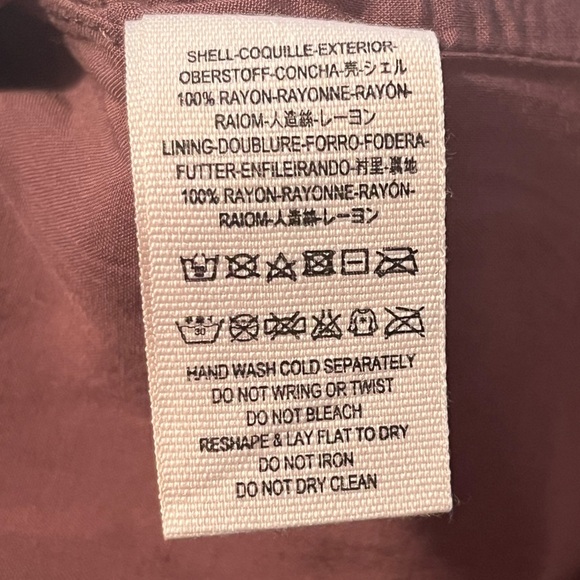 SHELL-COQUILLE-EXTERIOR-
OBERSTOFF-CONCHA-壳-シェル
100% RAYON-RAYONNE-RAYON-
RAIOM-人造絲-レーヨン
LINING-DOUBLURE-FORRO-FODERA-
FUTTER-ENFILEIRANDO-衬里-裏地
100% RAYON-RAYONNE-RAYON-
RAIOM-人造絲-レーヨン
30
HAND WASH COLD SEPARATELY
DO NOT WRING OR TWIST
DO NOT BLEACH
RESHAPE & LAY FLAT TO DRY
DO NOT IRON
DO NOT DRY CLEAN